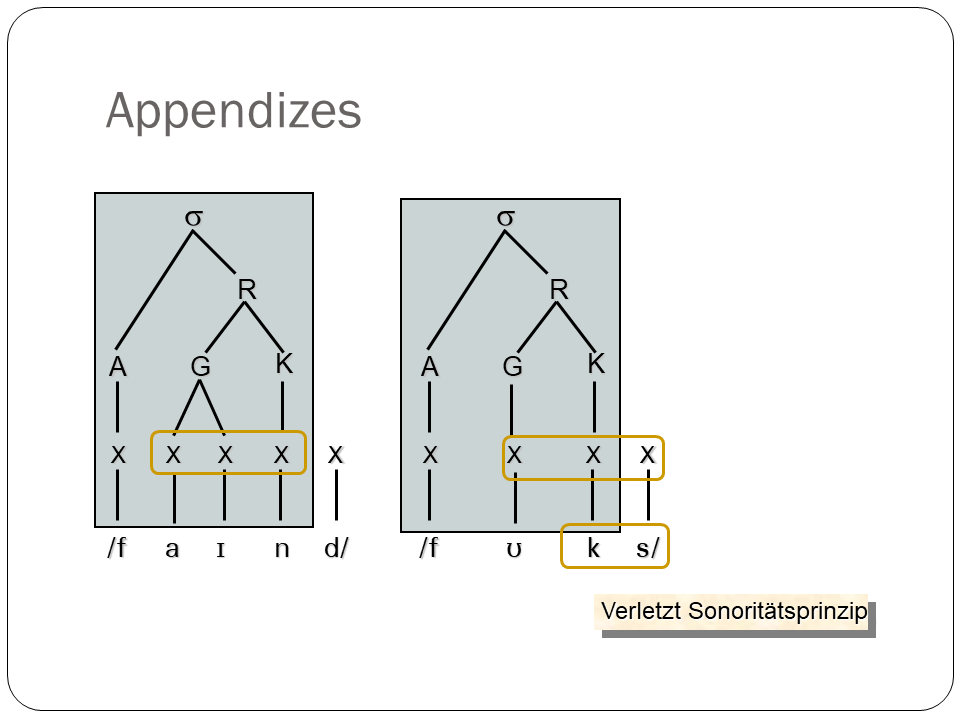 Appendizes
σ σ
R R
A G K A G K
x x x x x x x x x
/f a ɪ n d/ /f ʊ k s/
Verletzt Sonoritätsprinzip